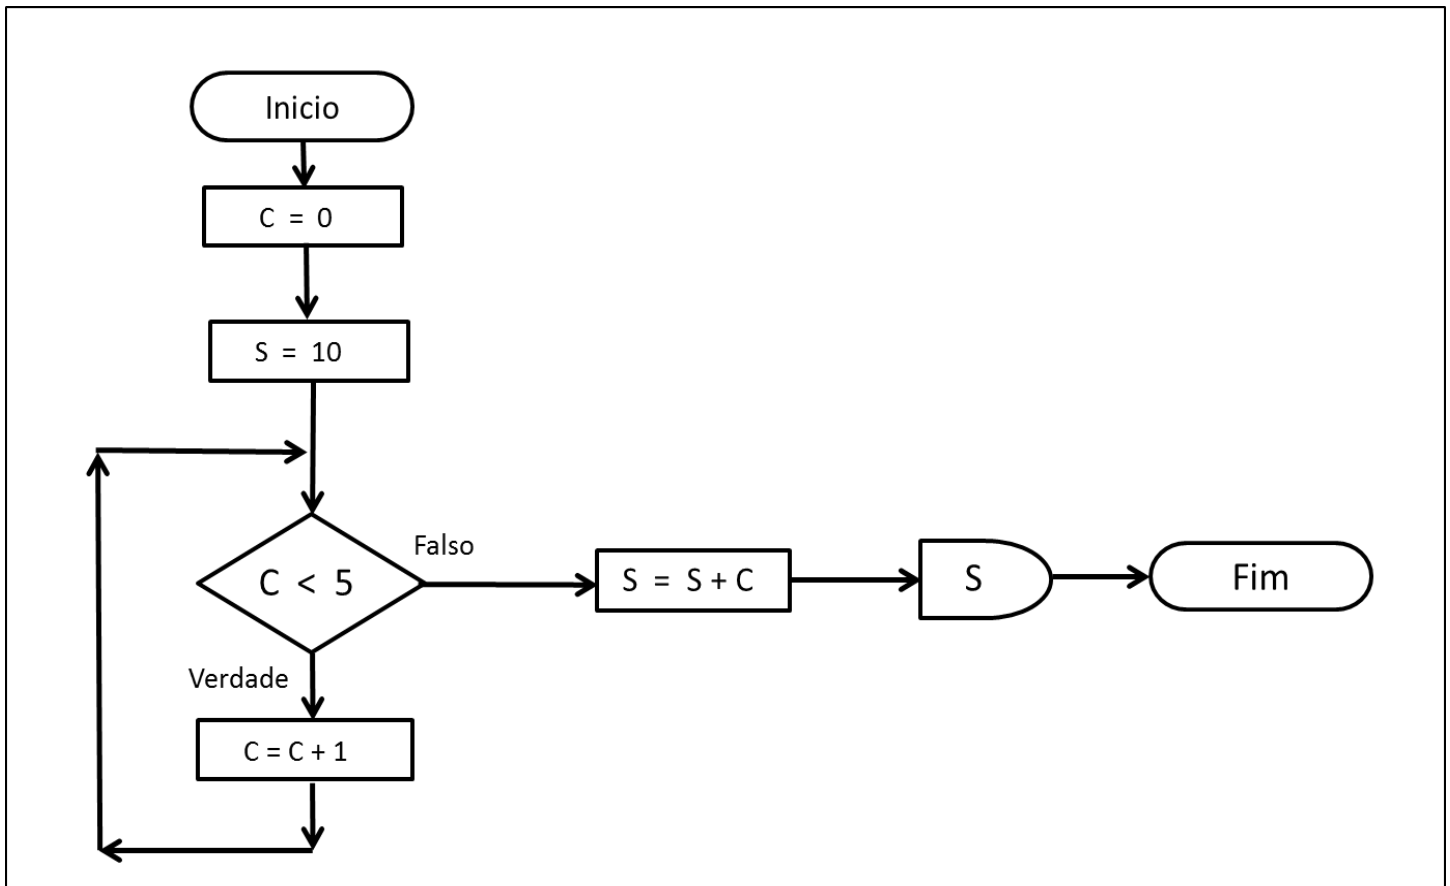 Inicio
C = 0
S = 10
C < 5
Falso
S = S + C
S
Fim
Verdade
C = C + 1